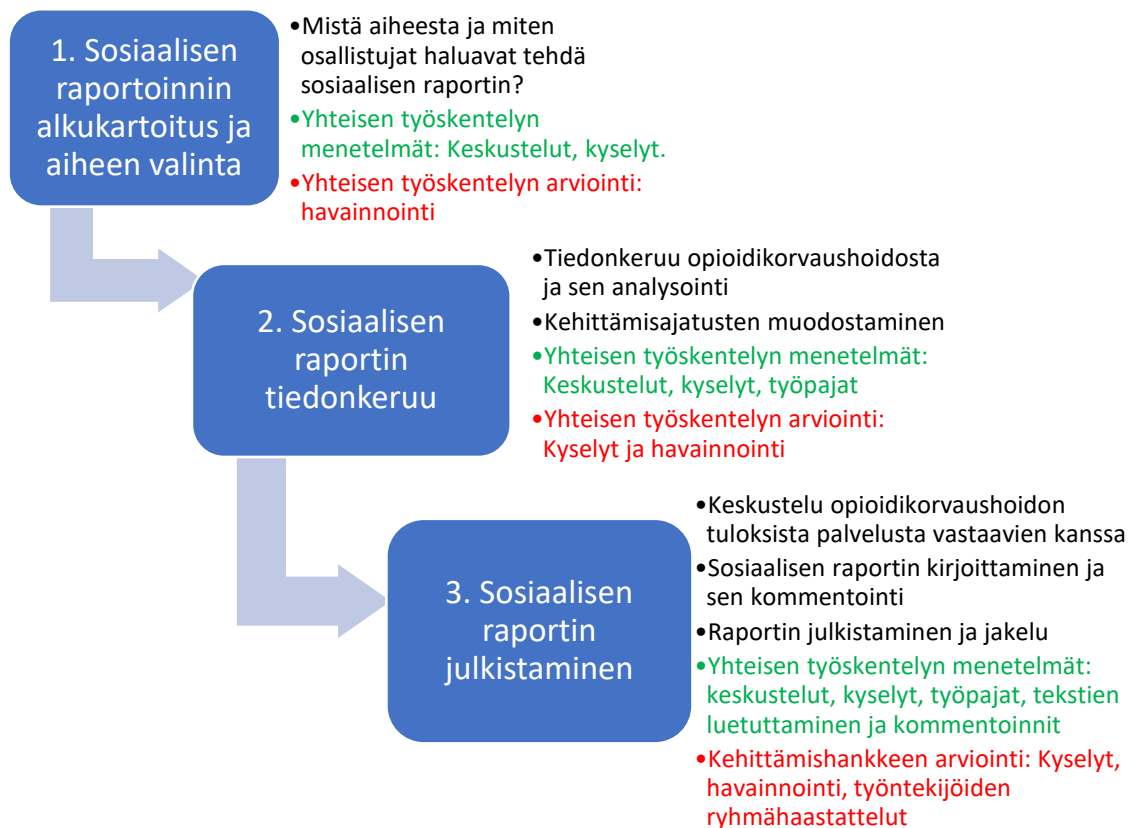 1. Sosiaalisen
raportoinnin
alkukartoitus ja
aiheen valinta
•Mistä aiheesta ja miten
osallistujat haluavat tehdä
sosiaalisen raportin?
•Yhteisen työskentelyn
menetelmät: Keskustelut, kyselyt.
•Yhteisen työskentelyn arviointi:
havainnointi
2. Sosiaalisen
raportin
tiedonkeruu
•Tiedonkeruu opioidikorvaushoidosta
ja sen analysointi
•Kehittämisajatusten muodostaminen
•Yhteisen työskentelyn menetelmät:
Keskustelut, kyselyt, työpajat
•Yhteisen työskentelyn arviointi:
Kyselyt ja havainnointi
3. Sosiaalisen
raportin
julkistaminen
•Keskustelu opioidikorvaushoidon
tuloksista palvelusta vastaavien kanssa
•Sosiaalisen raportin kirjoittaminen ja
sen kommentointi
•Raportin julkistaminen ja jakelu
•Yhteisen työskentelyn menetelmät:
keskustelut, kyselyt, työpajat, tekstien
luetuttaminen ja kommentoinnit
•Kehittämishankkeen arviointi: Kyselyt,
havainnointi, työntekijöiden
ryhmähaastattelut